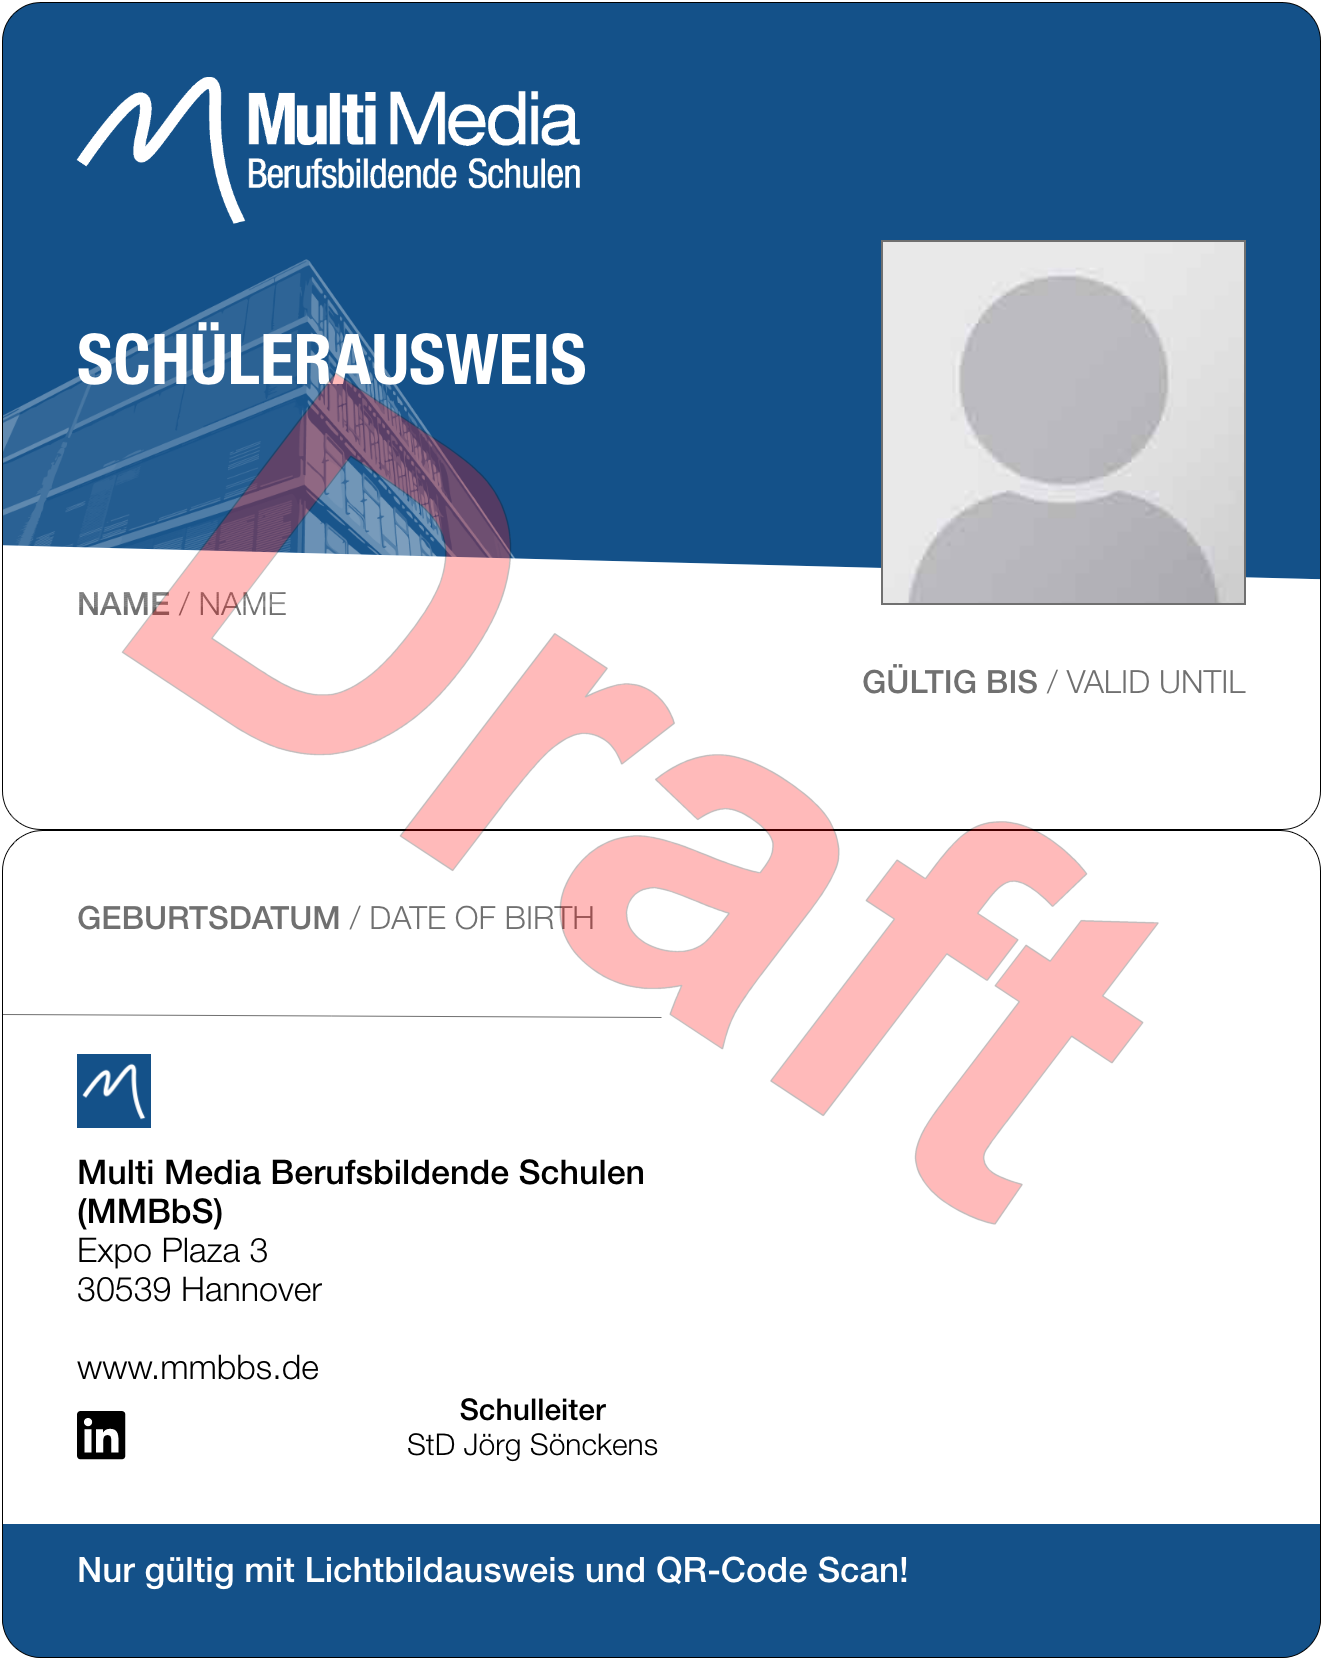 Multi Media
Berufsbildende Schulen
SCHÜLERAUSWEIS
NAME / NAME
GÜLTIG BIS / VALID UNTIL
Draft
GEBURTSDATUM / DATE OF BIRTH
Multi Media Berufsbildende Schulen
(MMBbS)
Expo Plaza 3
30539 Hannover
www.mmbbs.de
in
Schulleiter
StD Jörg Sönckens
Nur gültig mit Lichtbildausweis und QR-Code Scan!